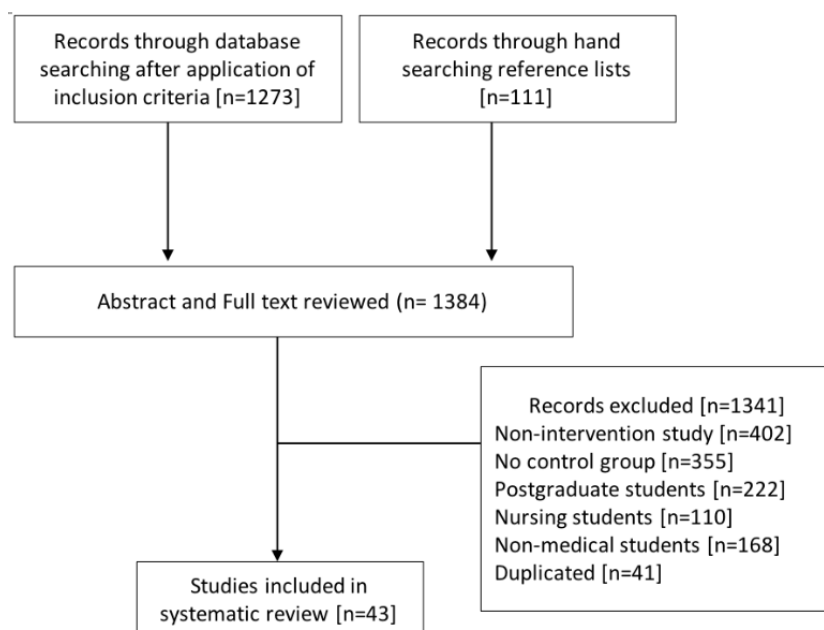 Records through database
searching after application of
inclusion criteria [n=1273]
Records through hand
searching reference lists
[n=111]
Abstract and Full text reviewed (n= 1384)
Records excluded [n=1341]
Non-intervention study [n=402]
No control group [n=355]
Postgraduate students [n=222]
Nursing students [n=110]
Non-medical students [n=168]
Duplicated [n=41]
Studies included in
systematic review [n=43]